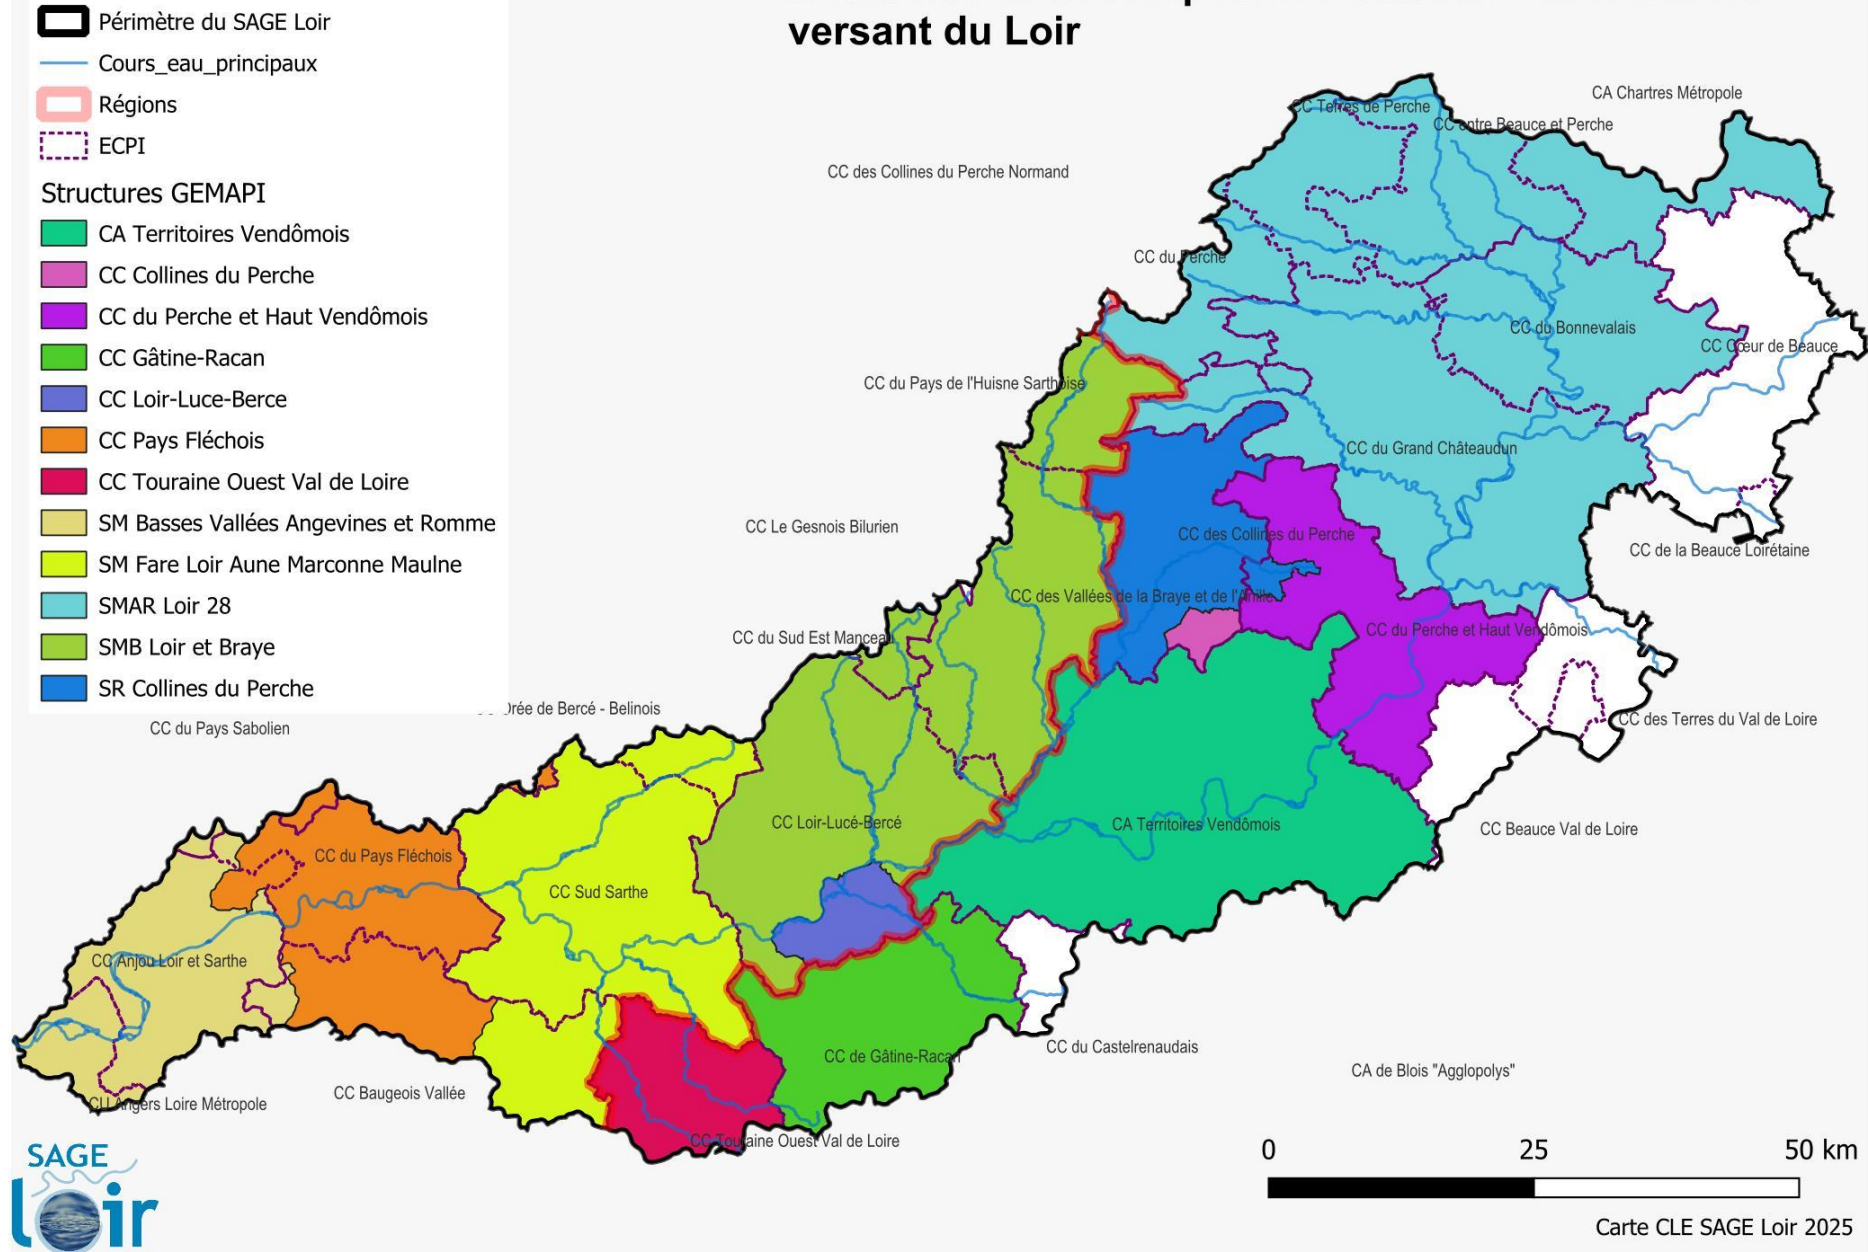 versant du Loir
Périmètre du SAGE Loir
Cours_eau_principaux
Régions
ECPI
Structures GEMAPI
CA Territoires Vendômois
CC Collines du Perche
CC du Perche et Haut Vendômois
CC Gâtine-Racan
CC Loir-Luce-Berce
CC Pays Fléchois
CC Touraine Ouest Val de Loire
SM Basses Vallées Angevines et Romme
SM Fare Loir Aune Marconne Maulne
SMAR Loir 28
SMB Loir et Braye
SR Collines du Perche
CA Chartres Métropole
CC Terres de Perche
CC entre Beauce et Perche
CC des Collines du Perche Normand
CC du Perche
CC du Bonnevalais
CC Cœur de Beauce
CC du Pays de l'Huisne Sarthoise
CC du Grand Châteaudun
CC Le Gesnois Bilurien
CC des Collines du Perche
CC de la Beauce Loirétaine
CC des Vallées de la Braye et de l'Anille
CC du Sud Est Manceau
CC du Perche et Haut Vendômois
Orée de Bercé - Belinois
CC des Terres du Val de Loire
CC du Pays Sabolien
CC Loir-Lucé-Bercé
CA Territoires Vendômois
CC Beauce Val de Loire
CC du Pays Fléchois
CC Sud Sarthe
CC Anjou Loir et Sarthe
CC de Gâtine-Racan
CC du Castelrenaudais
CA de Blois "Agglopolys"
CC Baugeois Vallée
CU Angers Loire Métropole
CC Touraine Ouest Val de Loire
SAGE
loir
0 25 50 km
Carte CLE SAGE Loir 2025